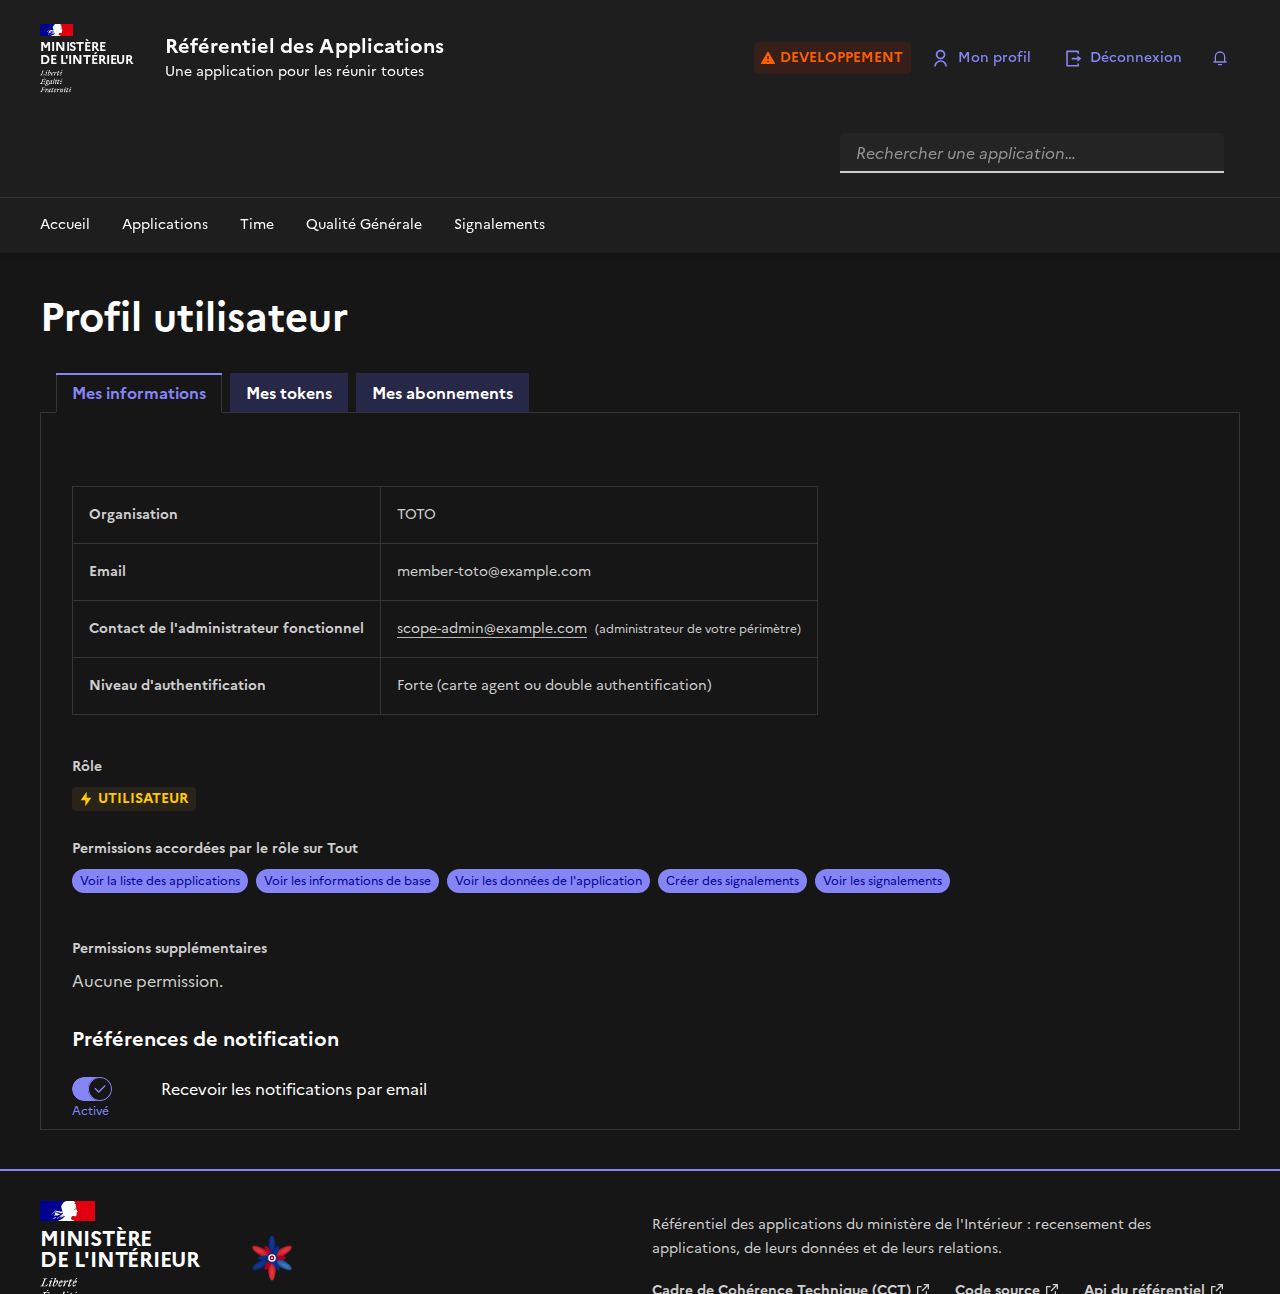 MINISTÈRE
DE L'INTÉRIEUR
Liberté
Égalité
Fraternité
Référentiel des Applications
Une application pour les réunir toutes
DEVELOPPEMENT
Mon profil
Déconnexion
Rechercher une application…
Accueil
Applications
Time
Qualité Générale
Signalements
Profil utilisateur
Mes informations
Mes tokens
Mes abonnements
Organisation
TOTO
Email
member-toto@example.com
Contact de l'administrateur fonctionnel
scope-admin@example.com (administrateur de votre périmètre)
Niveau d'authentification
Forte (carte agent ou double authentification)
Rôle
UTILISATEUR
Permissions accordées par le rôle sur Tout
Voir la liste des applications
Voir les informations de base
Voir les données de l'application
Créer des signalements
Voir les signalements
Permissions supplémentaires
Aucune permission.
Préférences de notification
Recevoir les notifications par email
Activé
MINISTÈRE
DE L'INTÉRIEUR
Liberté
Égalité
Référentiel des applications du ministère de l'Intérieur : recensement des
applications, de leurs données et de leurs relations.
Cadre de Cohérence Technique (CCT)
Code source
Api du référentiel